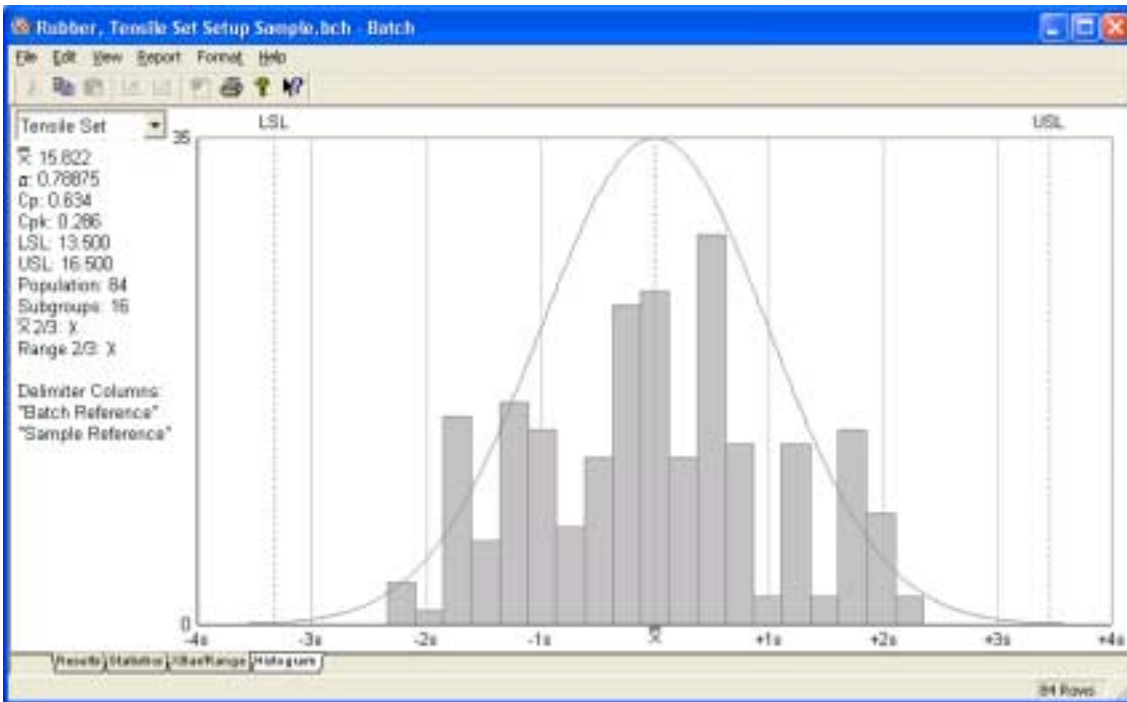 Rubber, Tensile Set Setup Sample.bch - Batch
File Edit View Report Format Help
Tensile Set
LSL
USL
35
X̿: 15.822
σ: 0.78875
Cp: 0.634
Cpk: 0.286
LSL: 13.500
USL: 16.500
Population: 84
Subgroups: 16
X̿ 2/3: X
Range 2/3: X
Delimiter Columns:
"Batch Reference"
"Sample Reference"
0
-4s -3s -2s -1s X̿ +1s +2s +3s +4s
Results Statistics XBar/Range Histogram
84 Rows